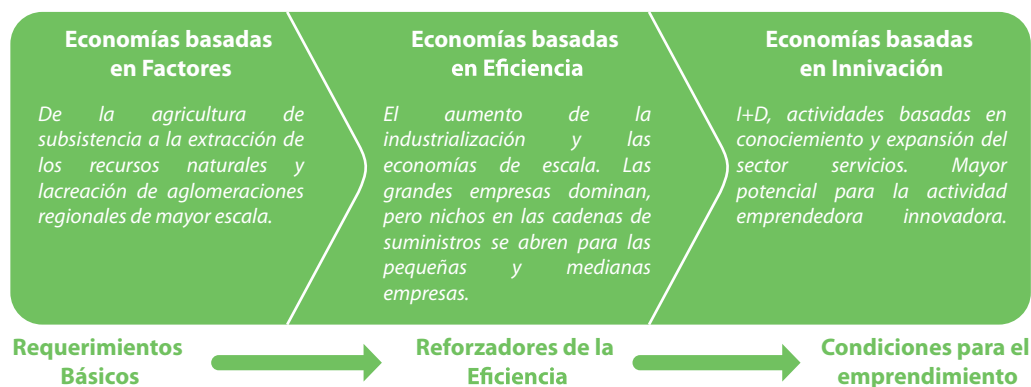 Economías basadas
en Factores
De la agricultura de
subsistencia a la extracción de
los recursos naturales y
lacreación de aglomeraciones
regionales de mayor escala.
Economías basadas
en Eficiencia
El aumento de la
industrialización y las
economías de escala. Las
grandes empresas dominan,
pero nichos en las cadenas de
suministros se abren para las
pequeñas y medianas
empresas.
Economías basadas
en Innivación
I+D, actividades basadas en
conociemiento y expansión del
sector servicios. Mayor
potencial para la actividad
emprendedora innovadora.
Requerimientos
Básicos
Reforzadores de la
Eficiencia
Condiciones para el
emprendimiento